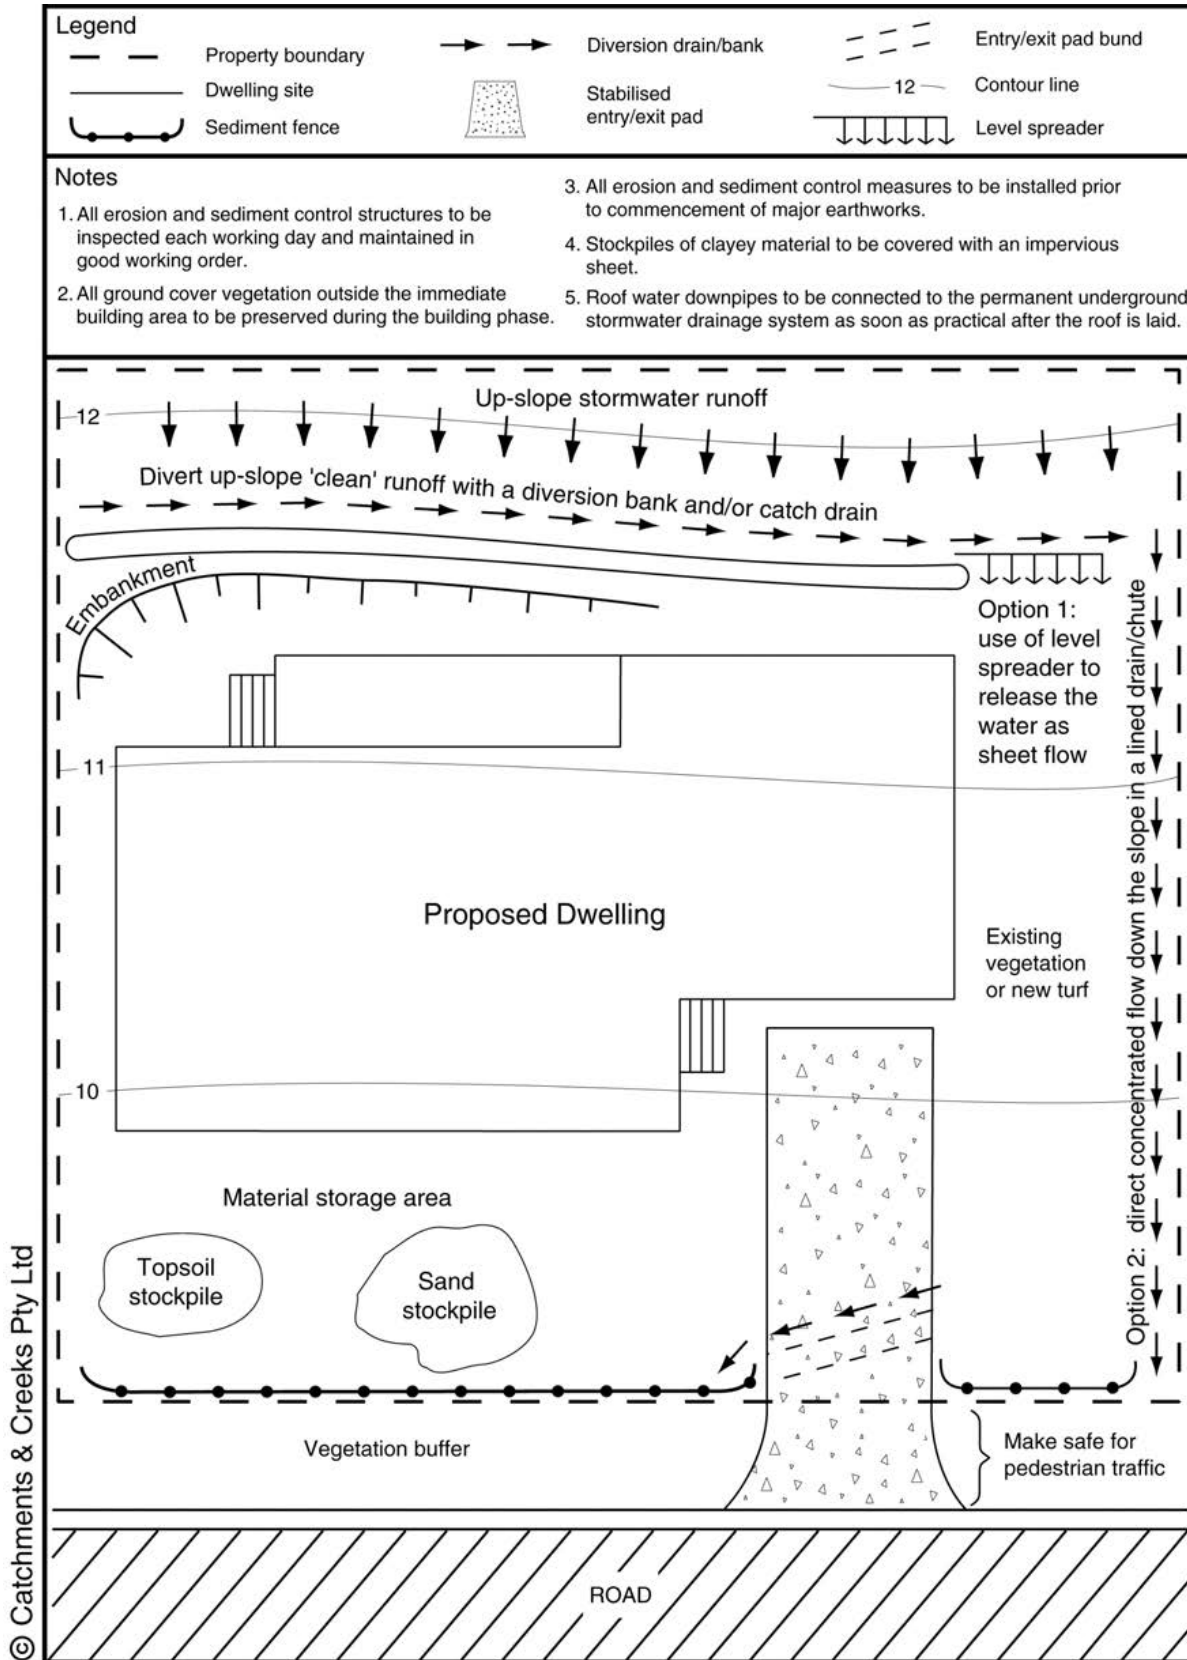 Legend
Property boundary
Dwelling site
Sediment fence
Diversion drain/bank
Stabilised
entry/exit pad
Entry/exit pad bund
12
Contour line
Level spreader
Notes
1. All erosion and sediment control structures to be
inspected each working day and maintained in
good working order.
2. All ground cover vegetation outside the immediate
building area to be preserved during the building phase.
3. All erosion and sediment control measures to be installed prior
to commencement of major earthworks.
4. Stockpiles of clayey material to be covered with an impervious
sheet.
5. Roof water downpipes to be connected to the permanent underground
stormwater drainage system as soon as practical after the roof is laid.
Up-slope stormwater runoff
12
Divert up-slope 'clean' runoff with a diversion bank and/or catch drain
Embankment
Option 1:
use of level
spreader to
release the
water as
sheet flow
11
Proposed Dwelling
Existing
vegetation
or new turf
Option 2: direct concentrated flow down the slope in a lined drain/chute
10
Material storage area
Topsoil
stockpile
Sand
stockpile
Vegetation buffer
Make safe for
pedestrian traffic
ROAD
© Catchments & Creeks Pty Ltd